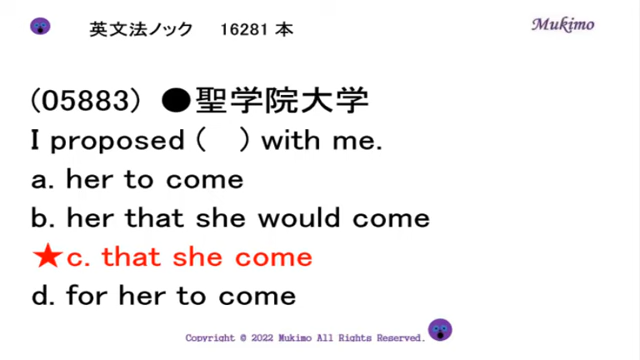 英文法ノック 16281 本
Mukimo
(05883) ●聖学院大学
I proposed (  ) with me.
a. her to come
b. her that she would come
★c. that she come
d. for her to come
Copyright @ 2022 Mukimo All Rights Reserved.